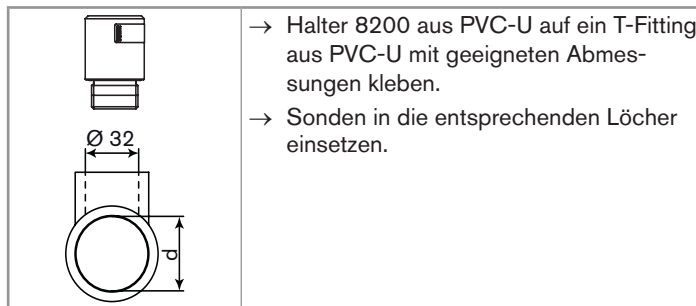 → Halter 8200 aus PVC-U auf ein T-Fitting
aus PVC-U mit geeigneten Abmes-
sungen kleben.
→ Sonden in die entsprechenden Löcher
einsetzen.
Ø 32
d